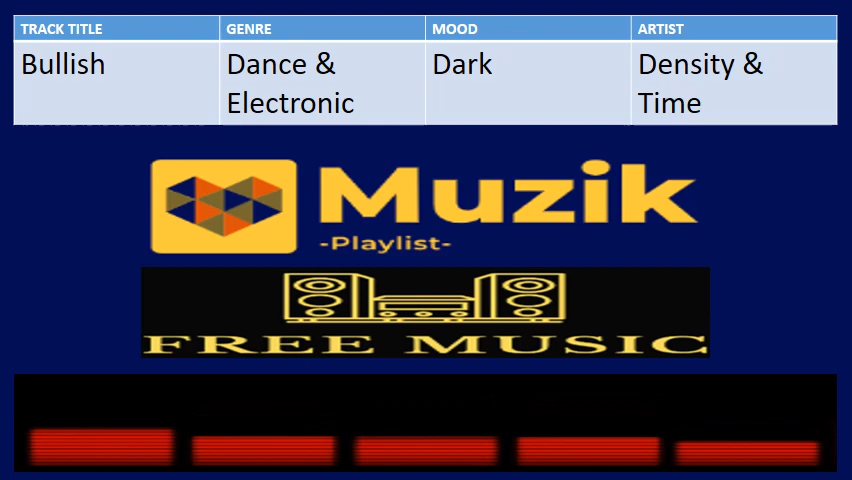 TRACK TITLE GENRE MOOD ARTIST
Bullish Dance & Dark Density &
Electronic Time
Muzik
-Playlist-
FREE MUSIC